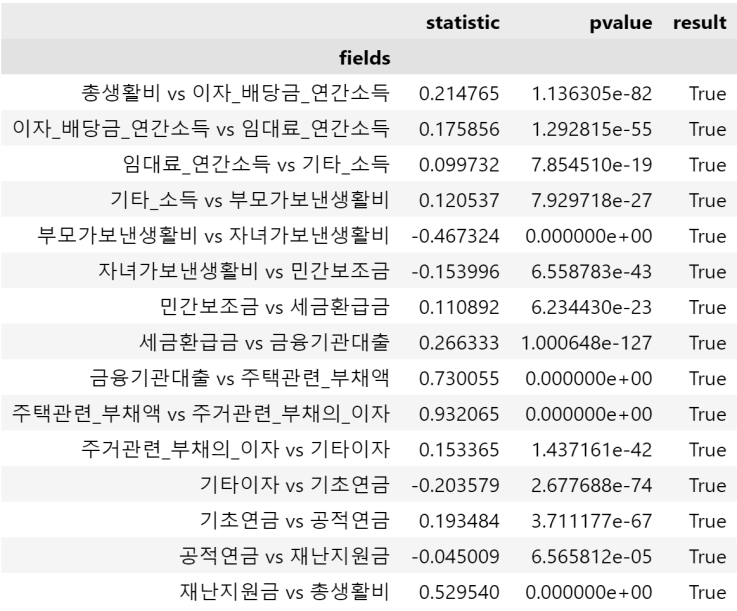 statistic pvalue result
fields
총생활비 vs 이자_배당금_연간소득 0.214765 1.136305e-82 True
이자_배당금_연간소득 vs 임대료_연간소득 0.175856 1.292815e-55 True
임대료_연간소득 vs 기타_소득 0.099732 7.854510e-19 True
기타_소득 vs 부모가보낸생활비 0.120537 7.929718e-27 True
부모가보낸생활비 vs 자녀가보낸생활비 -0.467324 0.000000e+00 True
자녀가보낸생활비 vs 민간보조금 -0.153996 6.558783e-43 True
민간보조금 vs 세금환급금 0.110892 6.234430e-23 True
세금환급금 vs 금융기관대출 0.266333 1.000648e-127 True
금융기관대출 vs 주택관련_부채액 0.730055 0.000000e+00 True
주택관련_부채액 vs 주거관련_부채의_이자 0.932065 0.000000e+00 True
주거관련_부채의_이자 vs 기타이자 0.153365 1.437161e-42 True
기타이자 vs 기초연금 -0.203579 2.677688e-74 True
기초연금 vs 공적연금 0.193484 3.711177e-67 True
공적연금 vs 재난지원금 -0.045009 6.565812e-05 True
재난지원금 vs 총생활비 0.529540 0.000000e+00 True